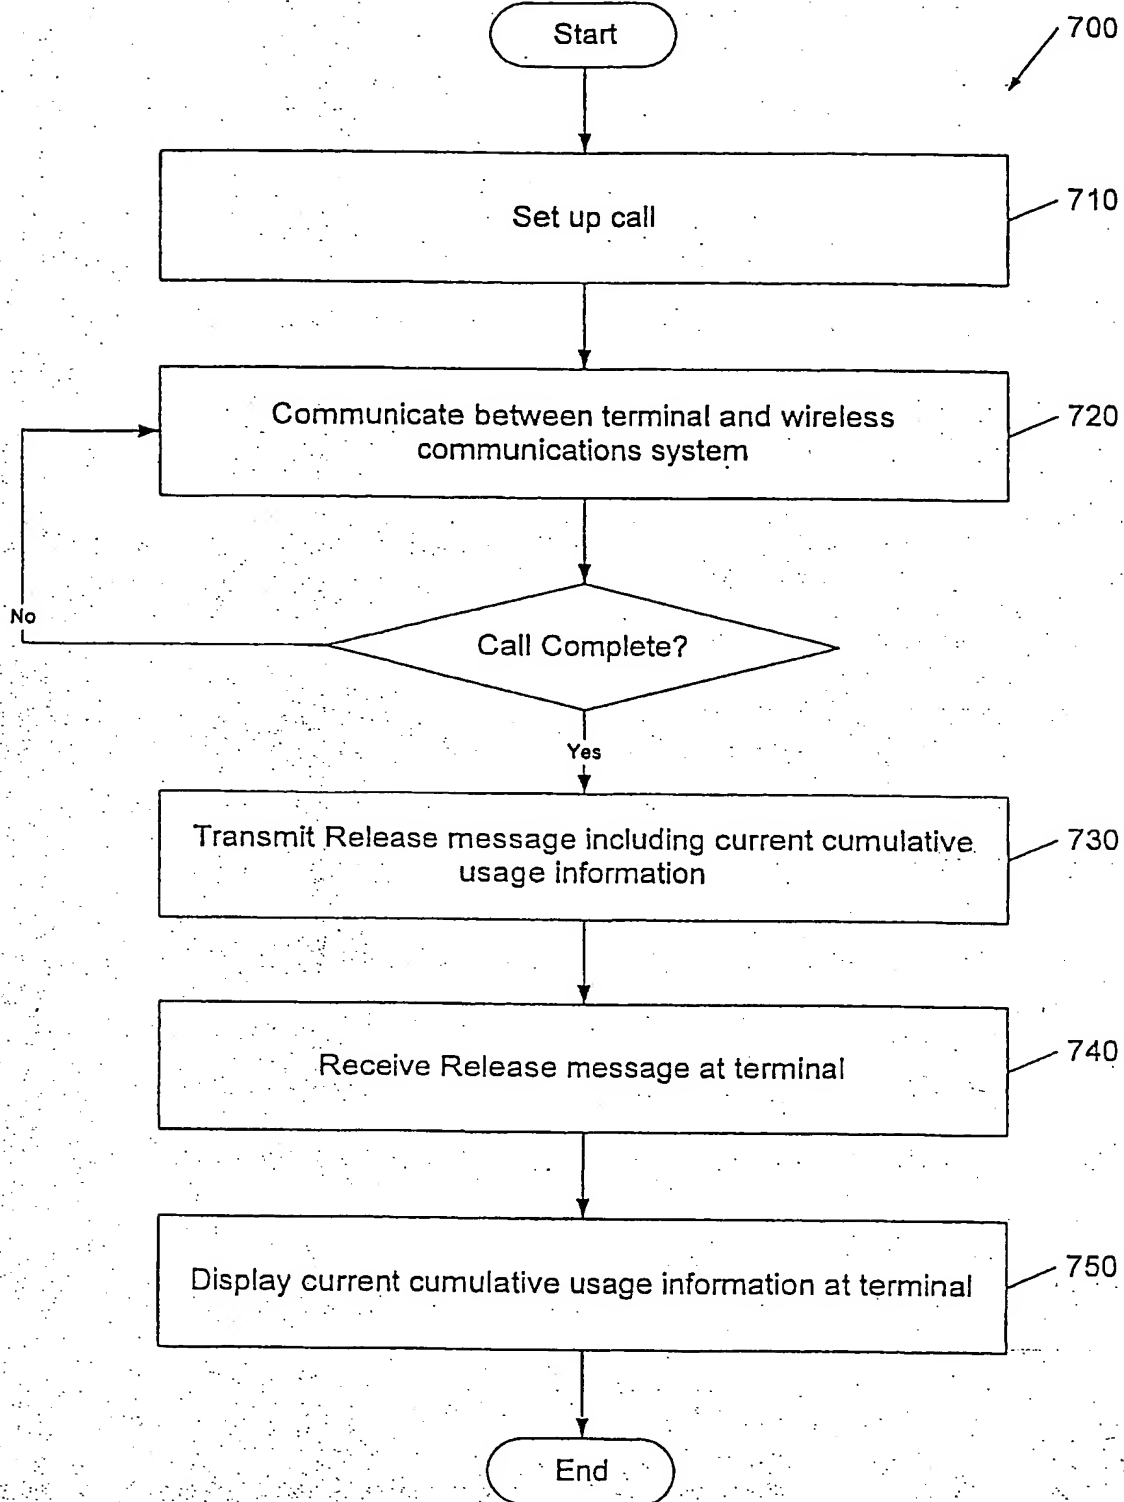 Start
700
Set up call
710
Communicate between terminal and wireless
communications system
720
No
Call Complete?
Yes
Transmit Release message including current cumulative
usage information
730
Receive Release message at terminal
740
Display current cumulative usage information at terminal
750
End